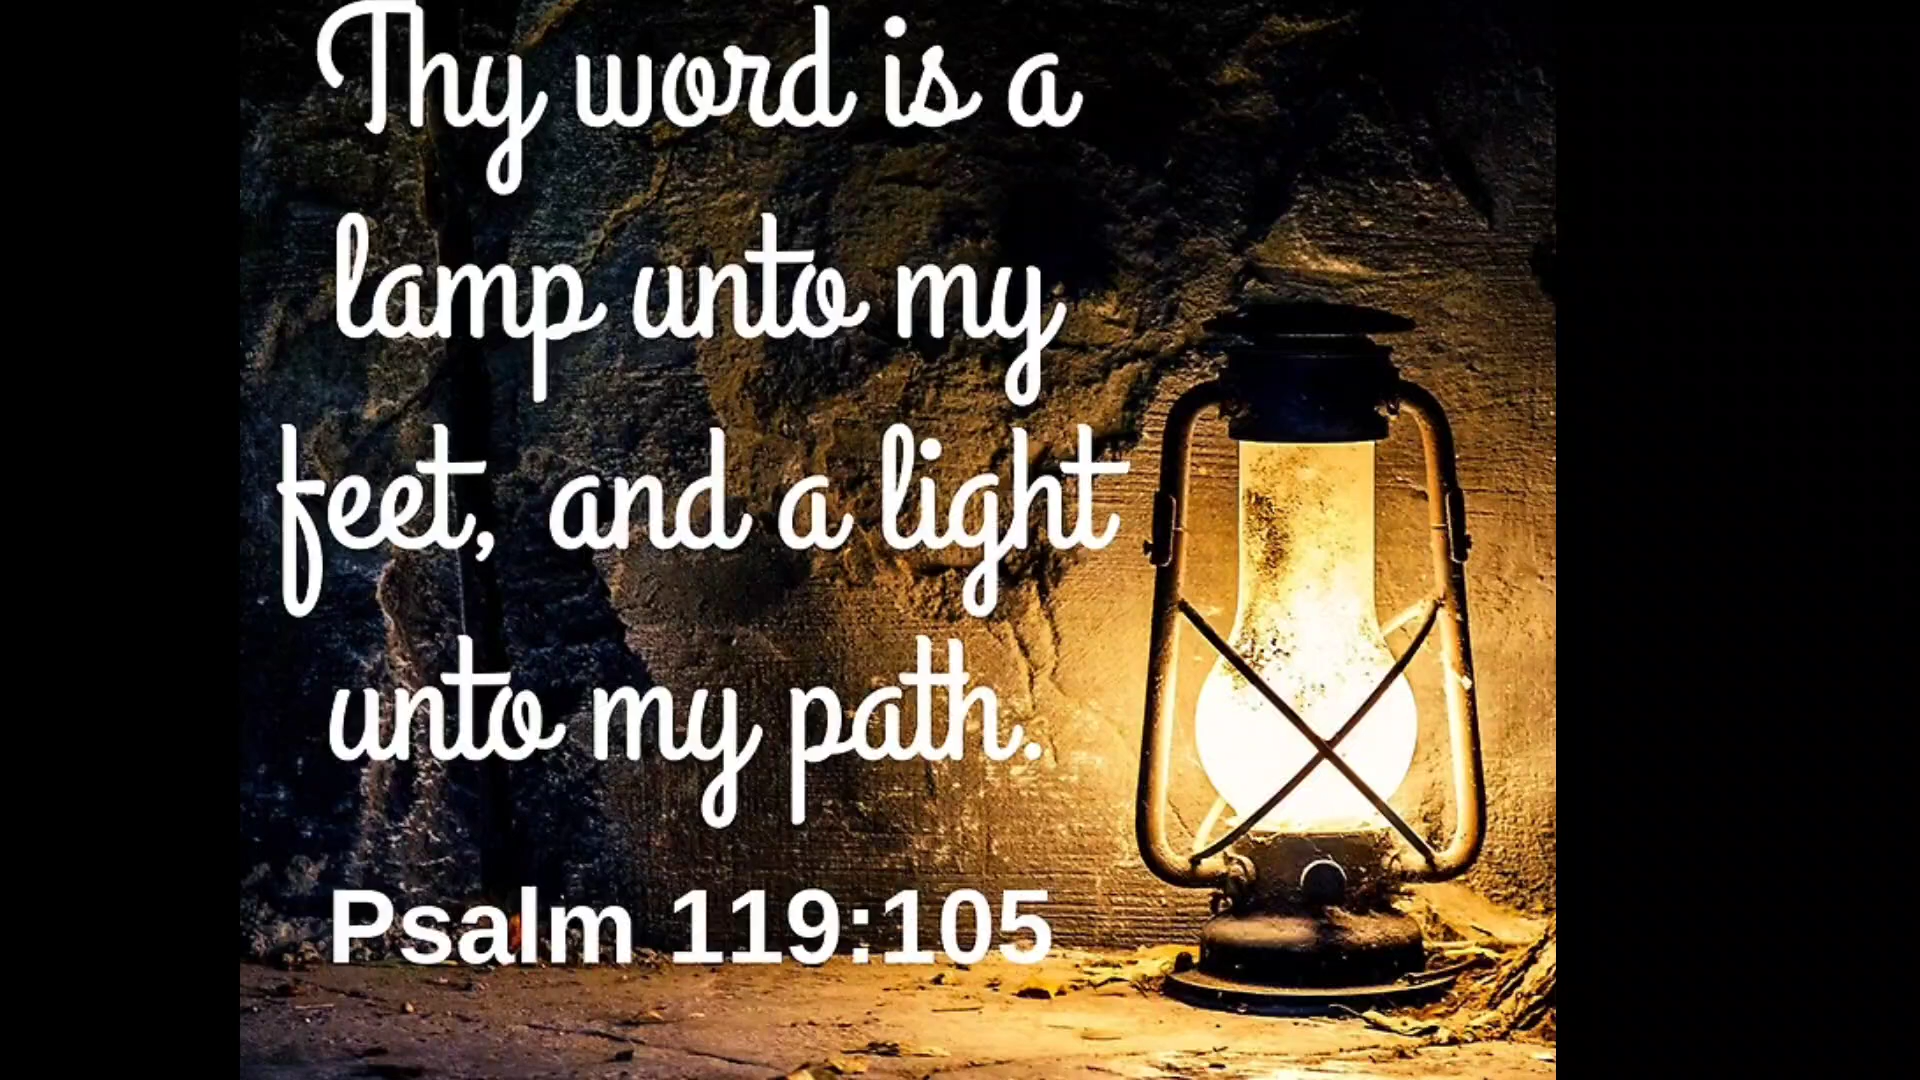 Thy word is a
lamp unto my
feet, and a light
unto my path.
Psalm 119:105